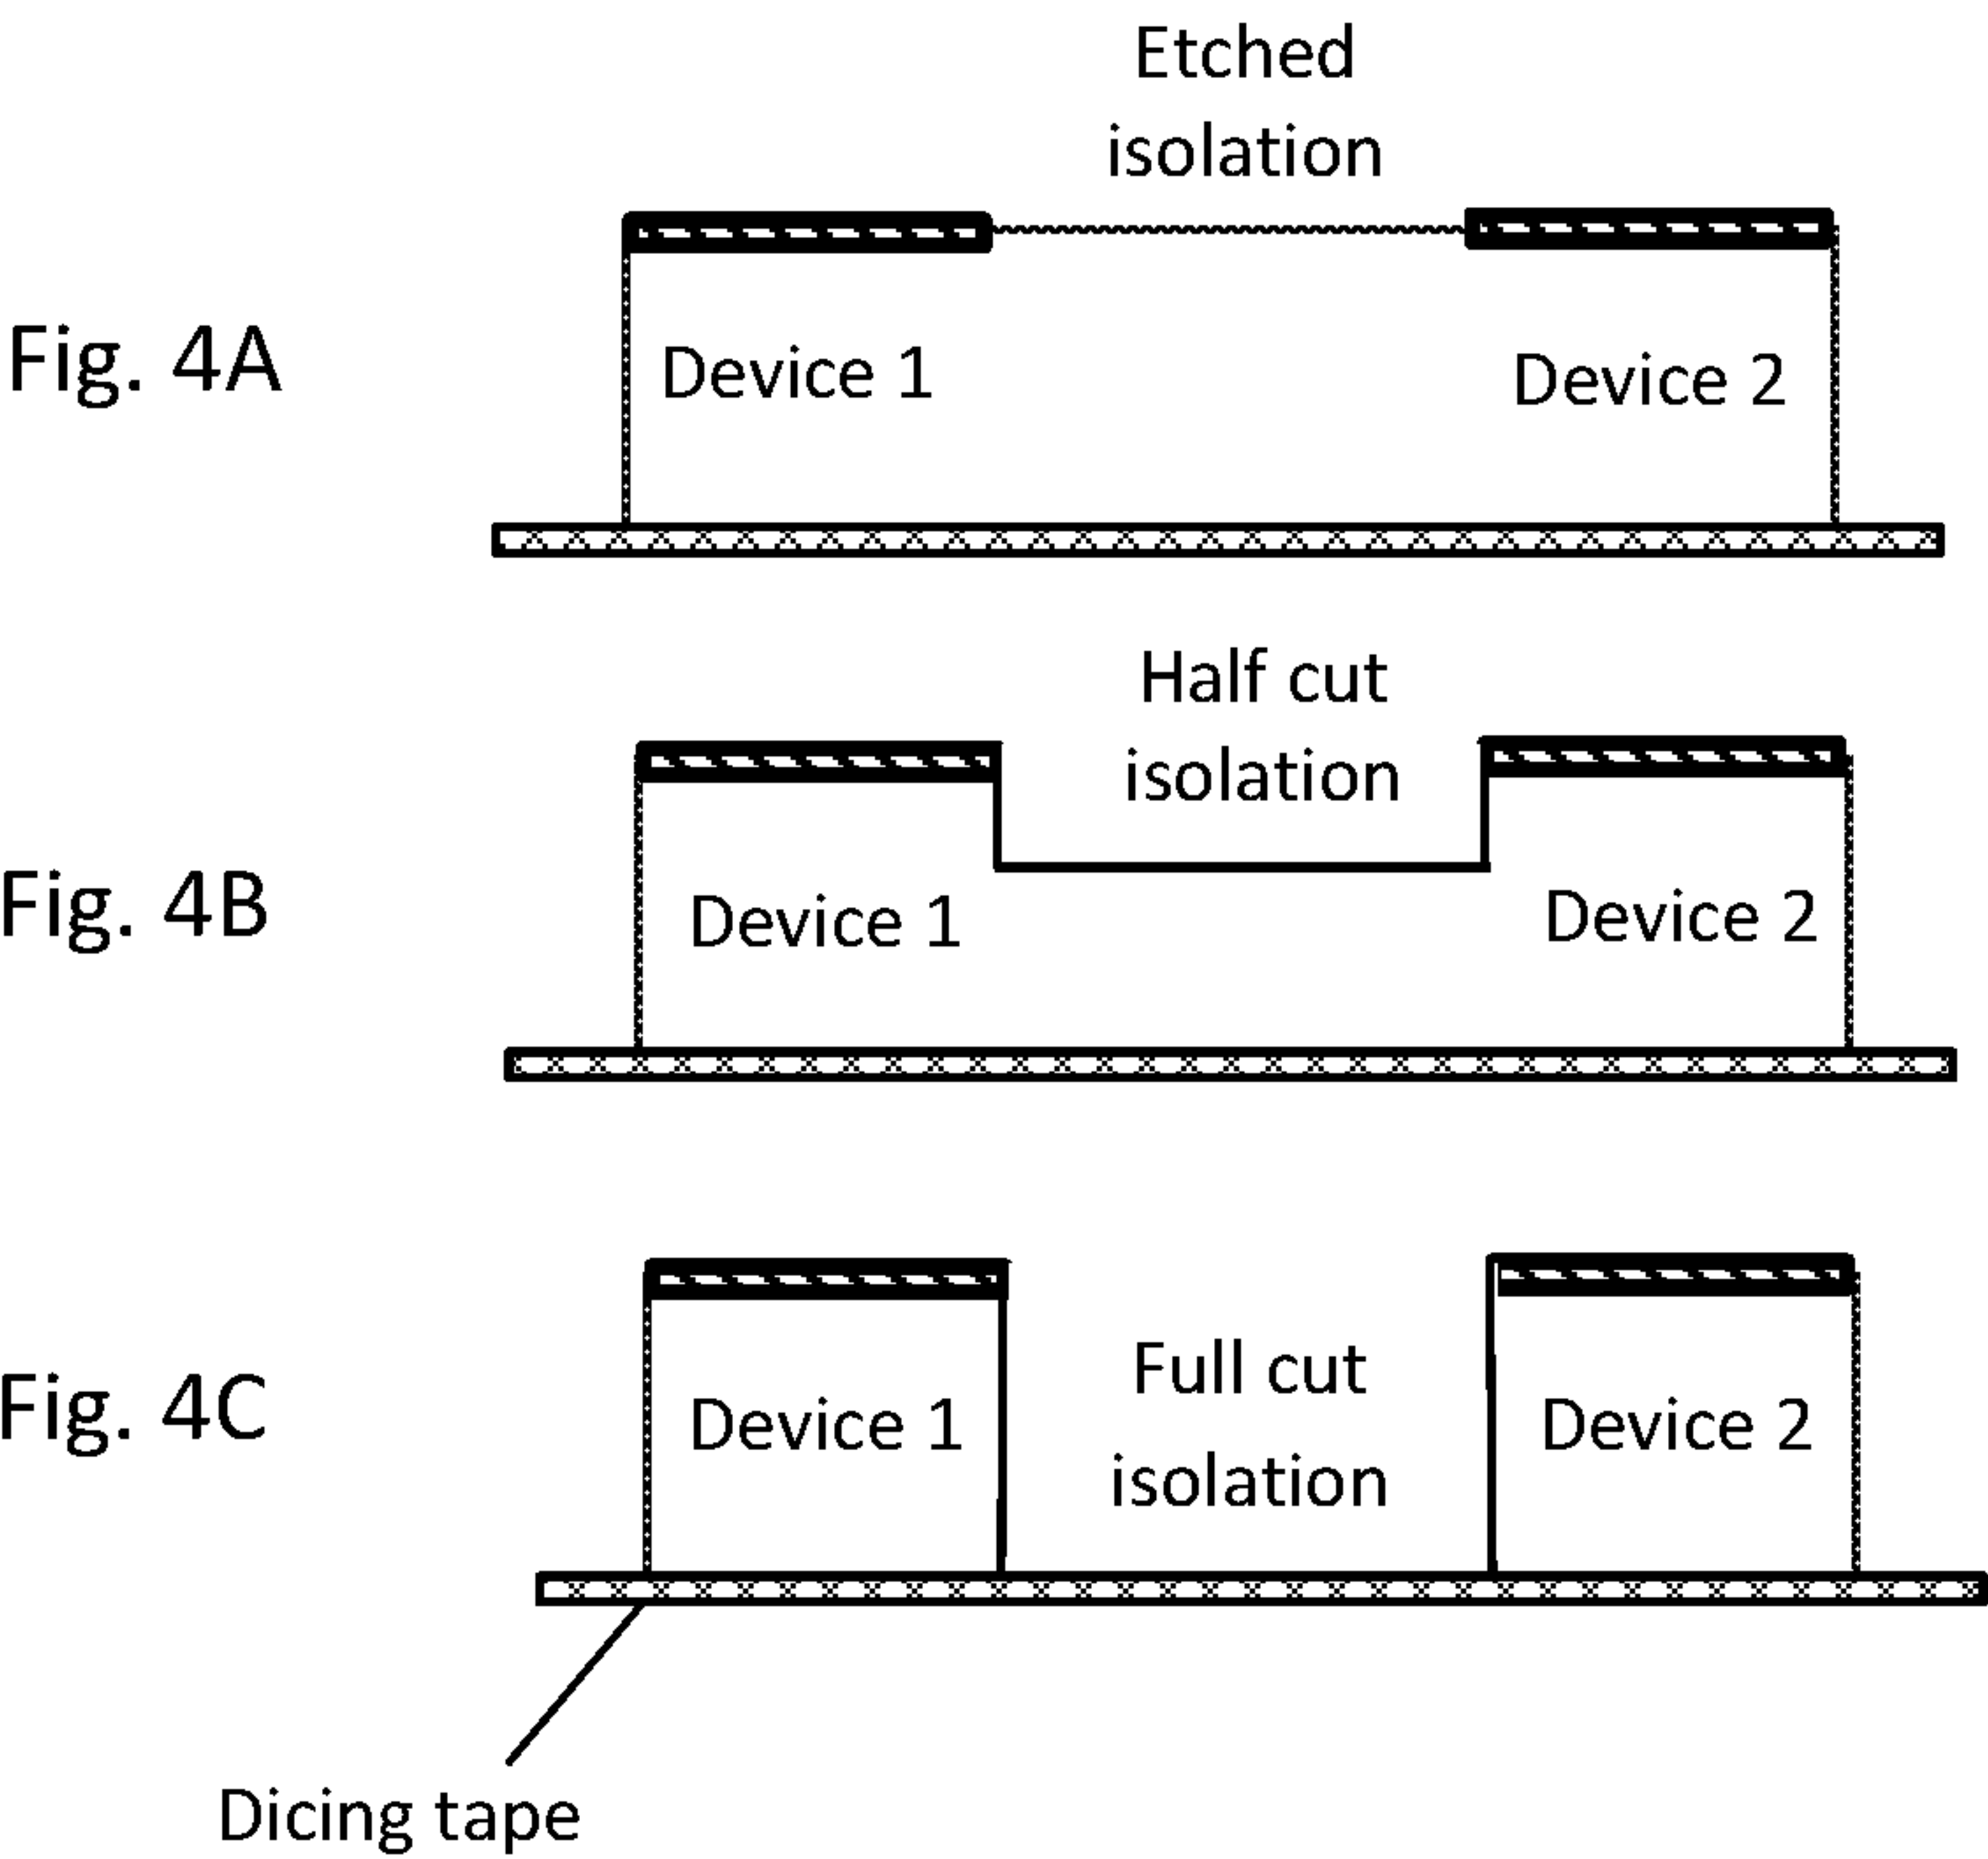 Etched
isolation
Fig. 4A
Device 1
Device 2
Half cut
isolation
Fig. 4B
Device 1
Device 2
Fig. 4C
Device 1
Full cut
isolation
Device 2
Dicing tape